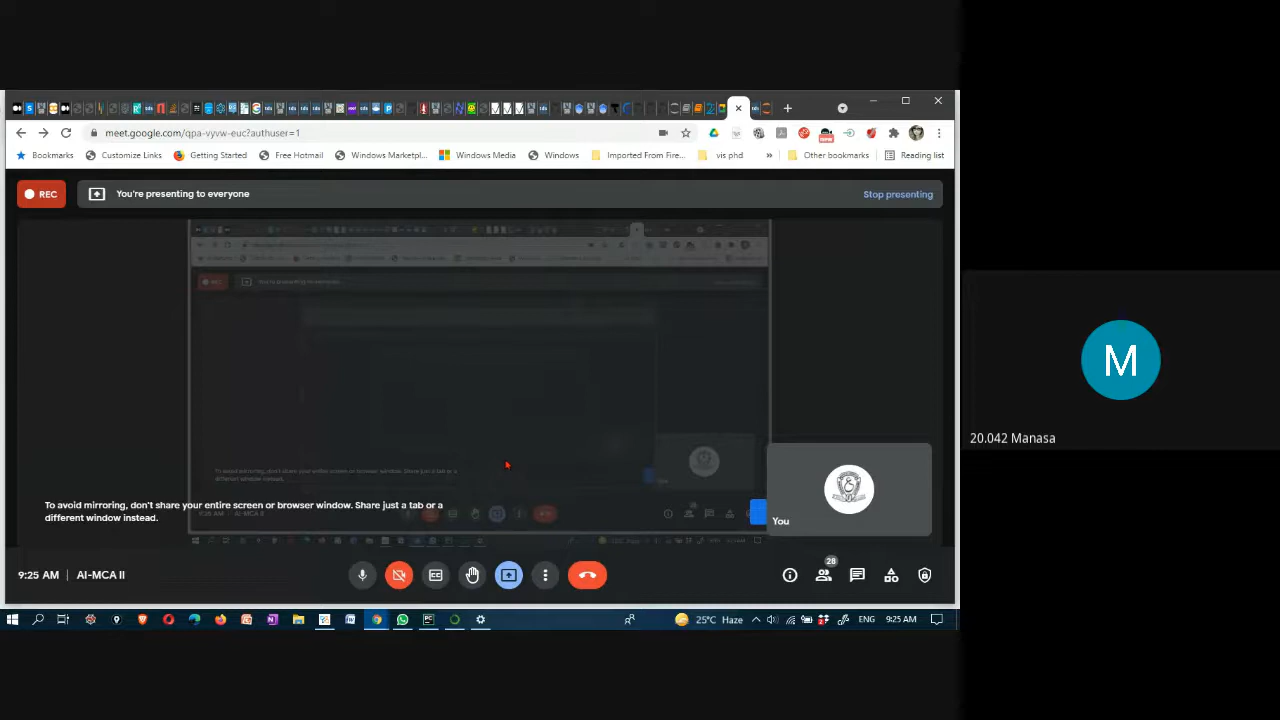 meet.google.com/qpa-vyvw-euc?authuser=1
Bookmarks Customize Links Getting Started Free Hotmail Windows Marketpl... Windows Media Windows Imported From Fire... vis phd » Other bookmarks Reading list
REC You're presenting to everyone Stop presenting
To avoid mirroring, don't share your entire screen or browser window. Share just a tab or a
different window instead.
You
M
20.042 Manasa
28
9:25 AM | AI-MCA II
25°C Haze ENG 9:25 AM